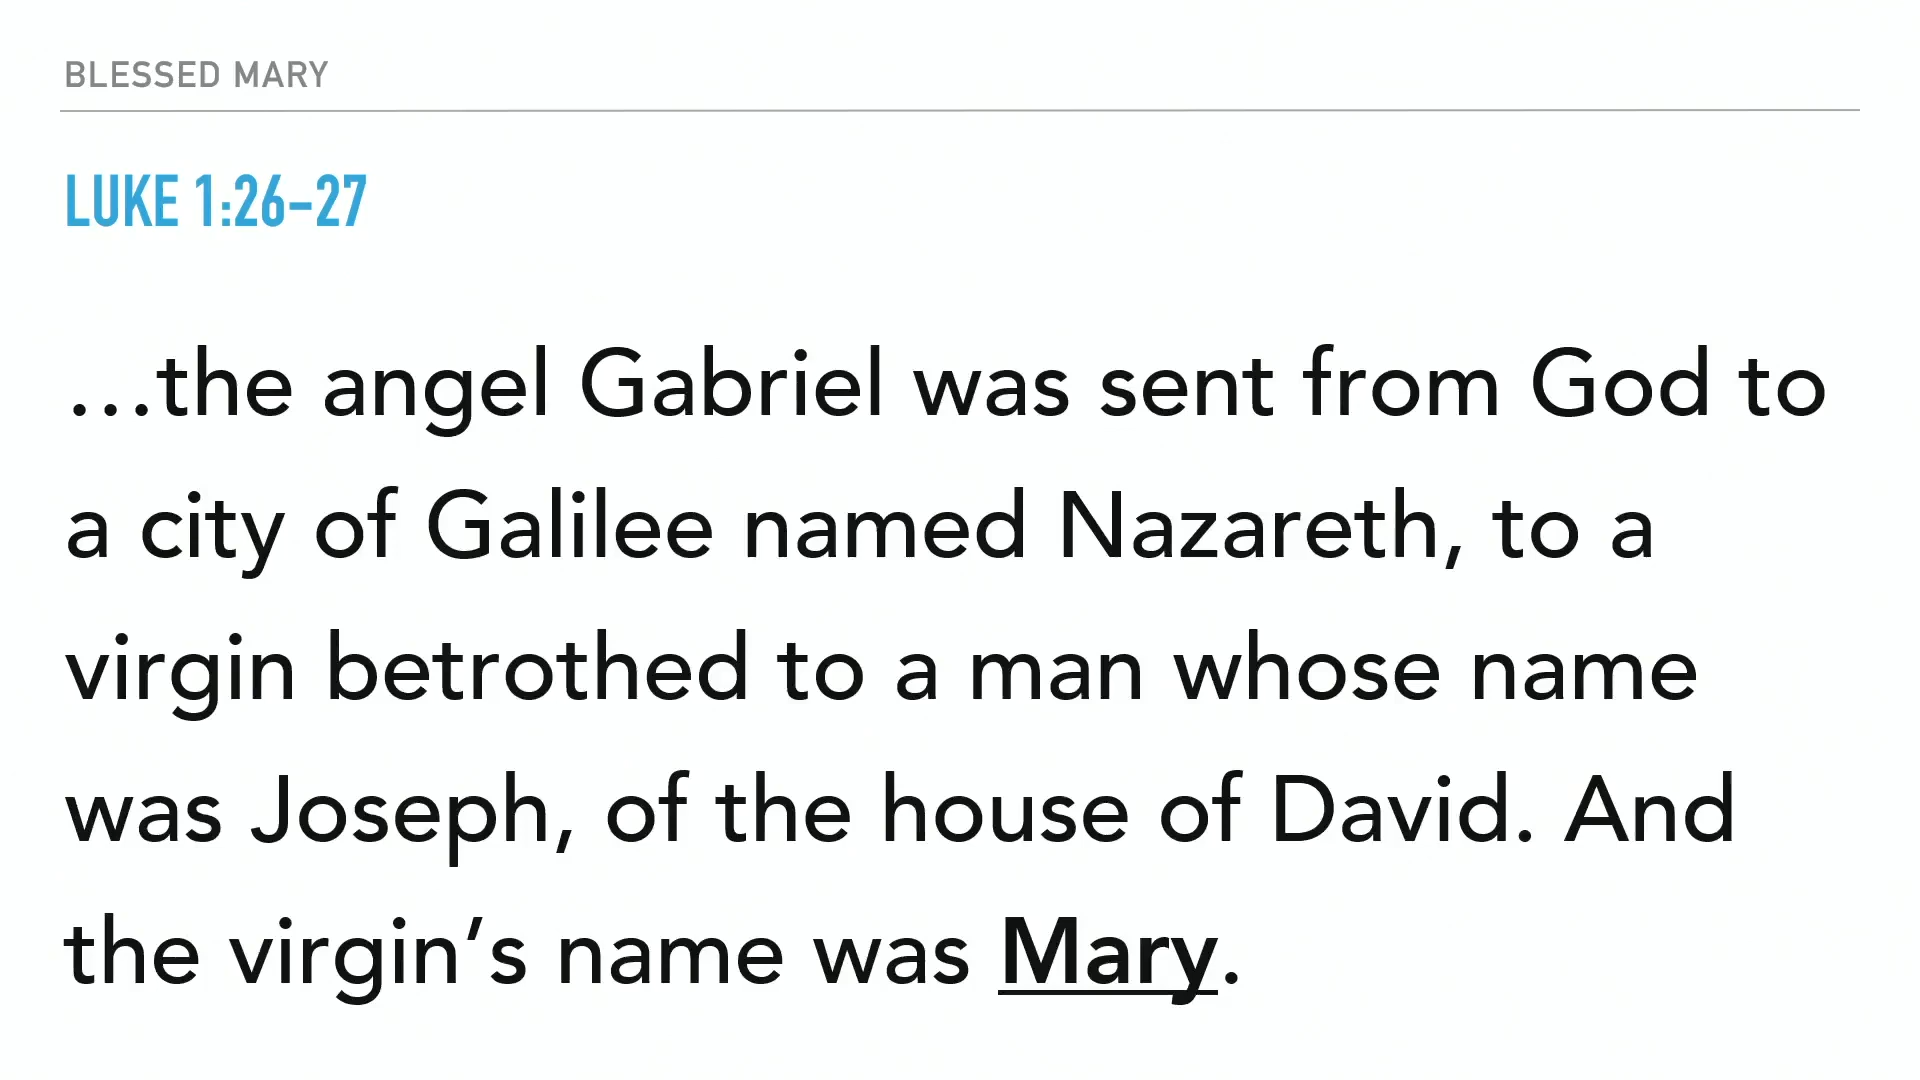 BLESSED MARY
LUKE 1:26–27
…the angel Gabriel was sent from God to
a city of Galilee named Nazareth, to a
virgin betrothed to a man whose name
was Joseph, of the house of David. And
the virgin’s name was Mary.